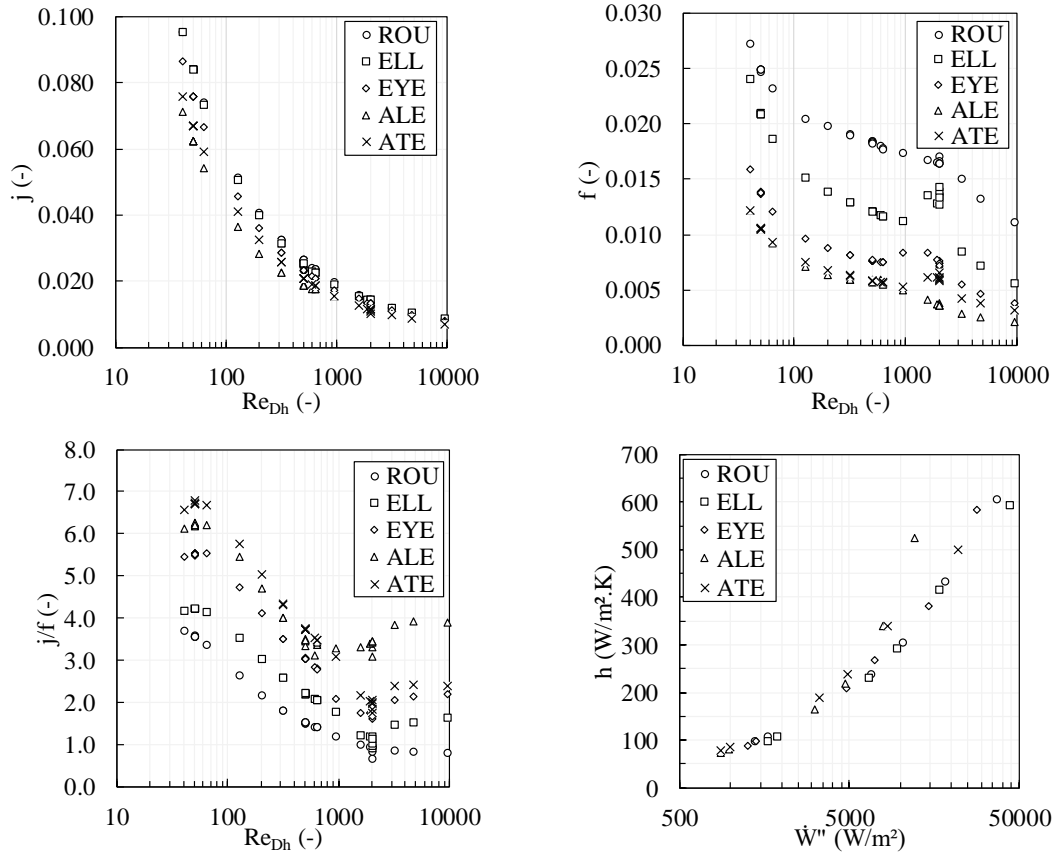 0.100
0.080
0.060
0.040
0.020
0.000
j (-)
10
100
1000
10000
Re_Dh (-)
ROU
ELL
EYE
ALE
ATE
0.030
0.025
0.020
0.015
0.010
0.005
0.000
f (-)
10
100
1000
10000
Re_Dh (-)
ROU
ELL
EYE
ALE
ATE
8.0
7.0
6.0
5.0
4.0
3.0
2.0
1.0
0.0
j/f (-)
10
100
1000
10000
Re_Dh (-)
ROU
ELL
EYE
ALE
ATE
700
600
500
400
300
200
100
0
h (W/m².K)
500
5000
50000
Ẇ" (W/m²)
ROU
ELL
EYE
ALE
ATE